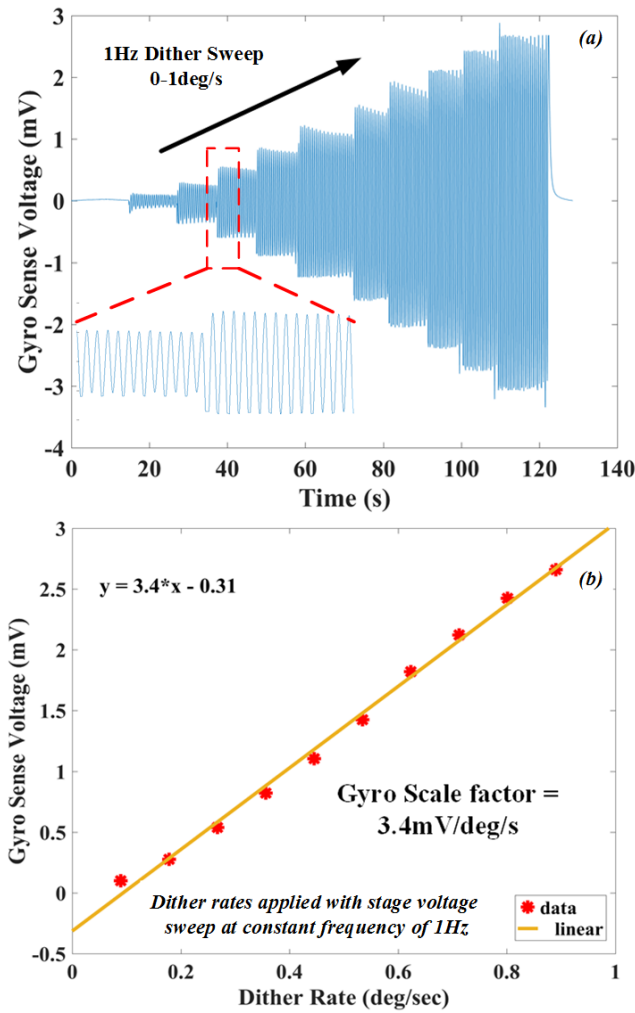 (a)
1Hz Dither Sweep
0-1deg/s
Gyro Sense Voltage (mV)
3
2
1
0
-1
-2
-3
-4
0
20
40
60
80
100
120
140
Time (s)
(b)
y = 3.4*x - 0.31
Gyro Sense Voltage (mV)
3
2.5
2
1.5
1
0.5
0
-0.5
Gyro Scale factor =
3.4mV/deg/s
Dither rates applied with stage voltage
sweep at constant frequency of 1Hz
data
linear
0
0.2
0.4
0.6
0.8
1
Dither Rate (deg/sec)